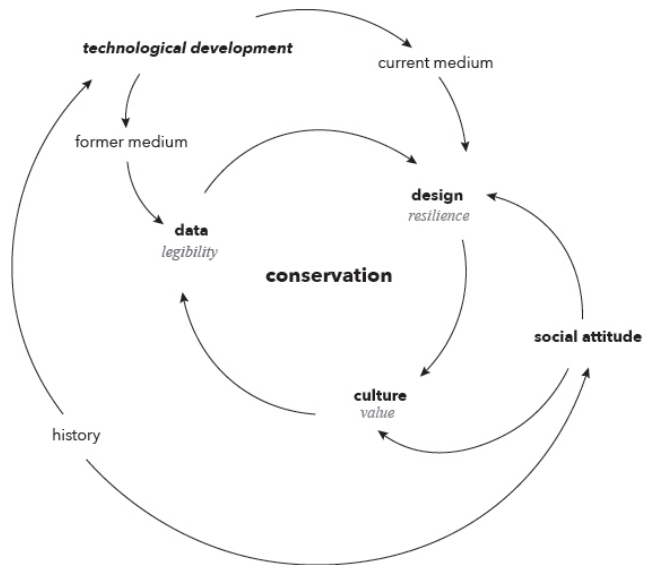 technological development
current medium
former medium
design
resilience
data
legibility
conservation
social attitude
culture
value
history